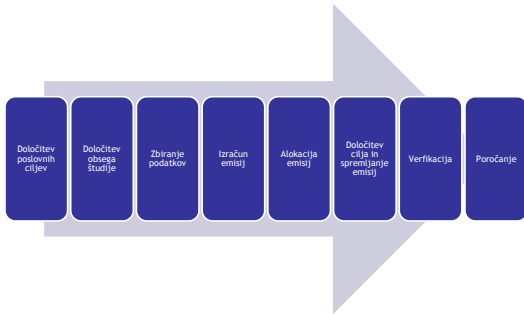 Določitev
poslovnih
ciljev
Določitev
obsega
študije
Zbiranje
podatkov
Izračun
emisij
Alokacija
emisij
Določitev
cilja in
spremljanje
emisij
Verfikacija
Poročanje